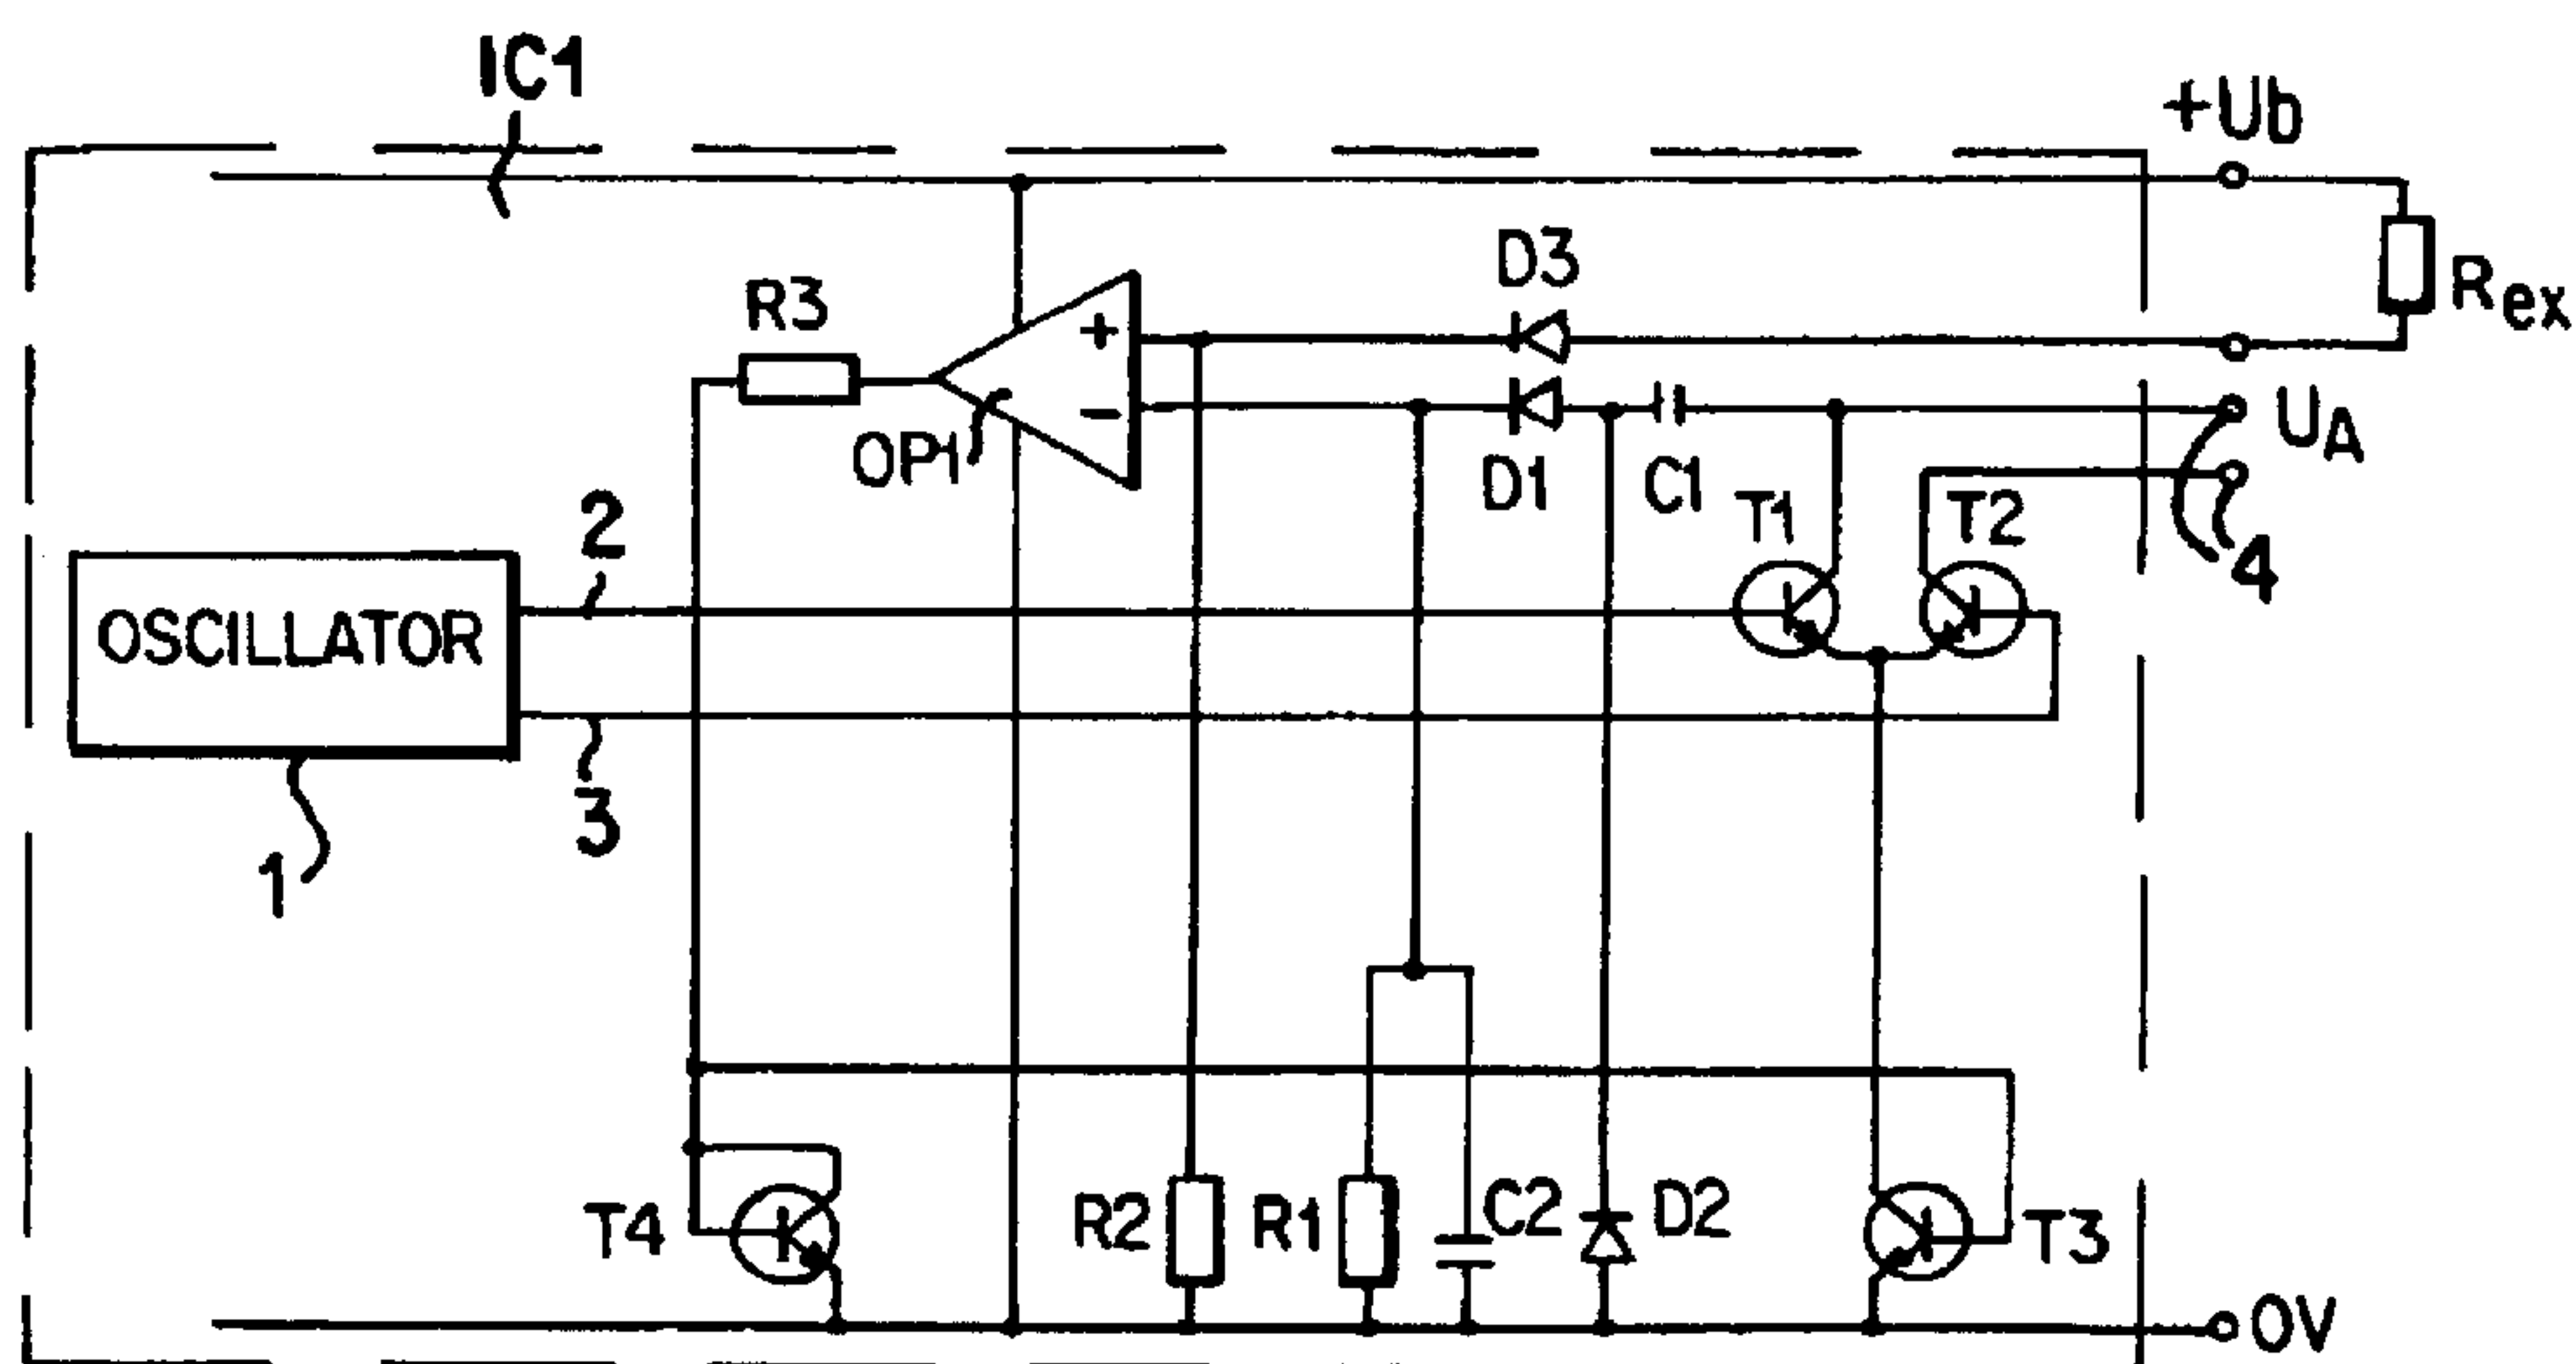 IC1
+Ub
D3
R3
Rex
+
OP1
−
D1
C1
UA
2
T1
T2
4
OSCILLATOR
3
1
T4
R2
R1
C2
D2
T3
0V